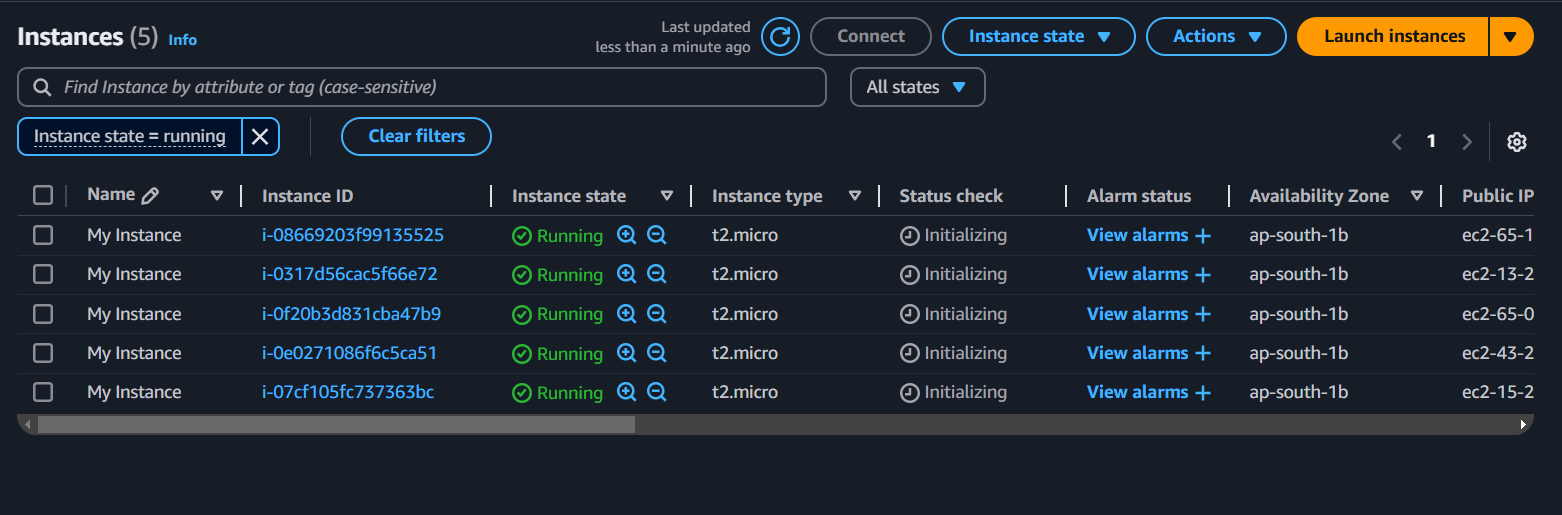 Instances (5) Info
Last updated
less than a minute ago
Connect
Instance state
Actions
Launch instances
Find Instance by attribute or tag (case-sensitive)
All states
Instance state = running
Clear filters
1
Name Instance ID Instance state Instance type Status check Alarm status Availability Zone Public IP
My Instance i-08669203f99135525 Running t2.micro Initializing View alarms + ap-south-1b ec2-65-1
My Instance i-0317d56cac5f66e72 Running t2.micro Initializing View alarms + ap-south-1b ec2-13-2
My Instance i-0f20b3d831cba47b9 Running t2.micro Initializing View alarms + ap-south-1b ec2-65-0
My Instance i-0e0271086f6c5ca51 Running t2.micro Initializing View alarms + ap-south-1b ec2-43-2
My Instance i-07cf105fc737363bc Running t2.micro Initializing View alarms + ap-south-1b ec2-15-2